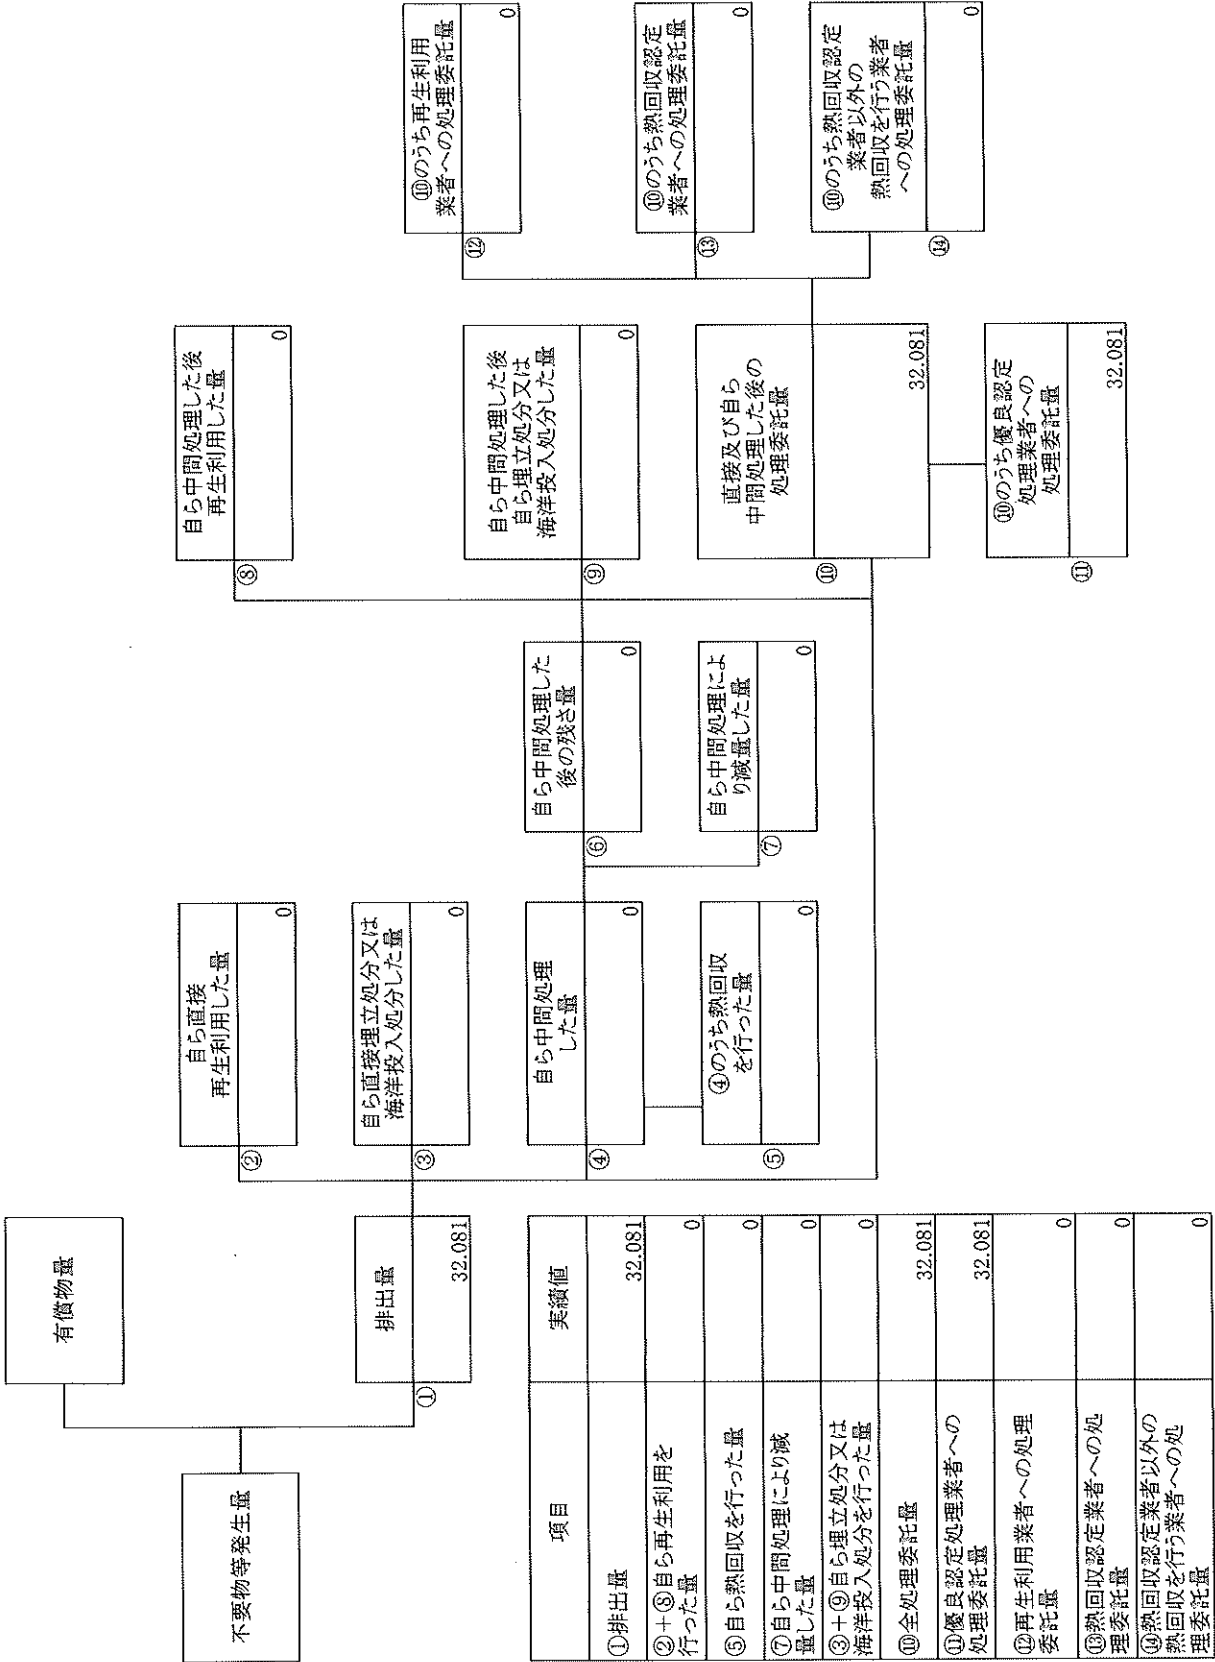 有償物量
不要物等発生量
①
排出量
32.081
②
自ら直接
再生利用した量
0
③
自ら直接埋立処分又は
海洋投入処分した量
0
④
自ら中間処理
した量
0
⑤
④のうち熱回収
を行った量
0
⑥
自ら中間処理した
後の残さ量
0
⑦
自ら中間処理によ
り減量した量
0
⑧
自ら中間処理した後
再生利用した量
0
⑨
自ら中間処理した後
自ら埋立処分又は
海洋投入処分した量
0
⑩
直接及び自ら
中間処理した後の
処理委託量
32.081
⑪
⑩のうち優良認定
処理業者への
処理委託量
32.081
⑫
⑩のうち再生利用
業者への処理委託量
0
⑬
⑩のうち熱回収認定
業者への処理委託量
0
⑭
⑩のうち熱回収認定
業者以外の
熱回収を行う業者
への処理委託量
0
項目
実績値
①排出量
32.081
②+⑧自ら再生利用を
行った量
0
⑤自ら熱回収を行った量
0
⑦自ら中間処理により減
量した量
0
③+⑨自ら埋立処分又は
海洋投入処分を行った量
0
⑩全処理委託量
32.081
⑪優良認定処理業者への
処理委託量
32.081
⑫再生利用業者への処理
委託量
0
⑬熱回収認定業者への処
理委託量
0
⑭熱回収認定業者以外の
熱回収を行う業者への処
理委託量
0